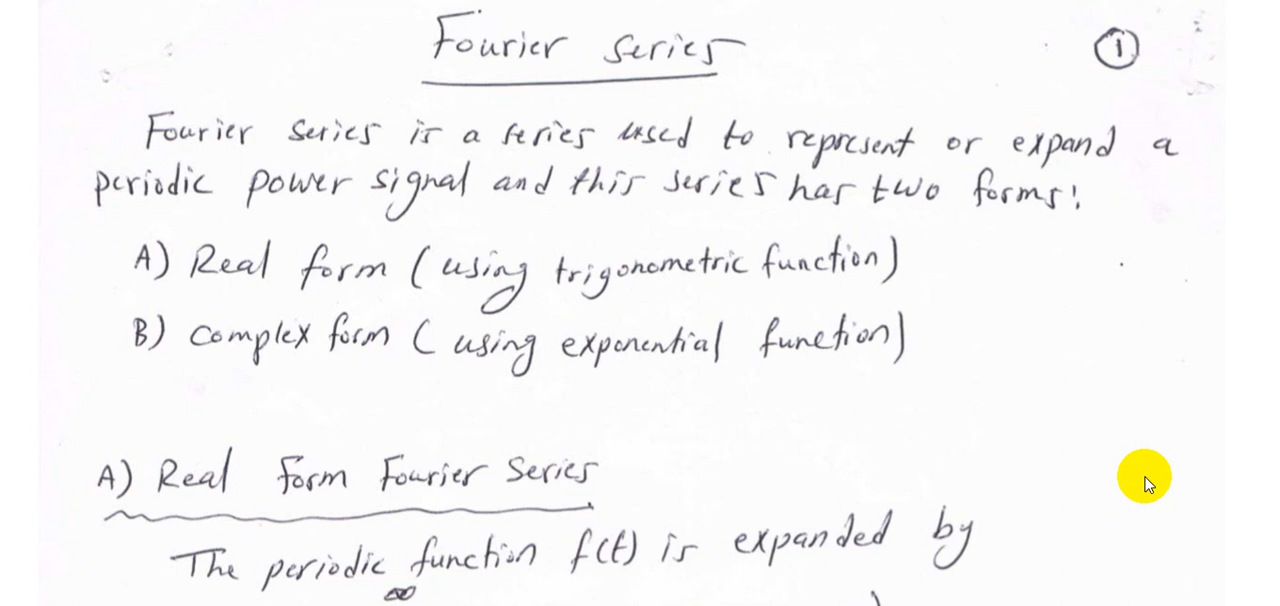 Fourier Series
1
Fourier Series is a series used to represent or expand a
periodic power signal and this series has two forms:
A) Real form (using trigonometric function)
B) Complex form (using exponential function)
A) Real Form Fourier Series
The periodic function f(t) is expanded by
∞